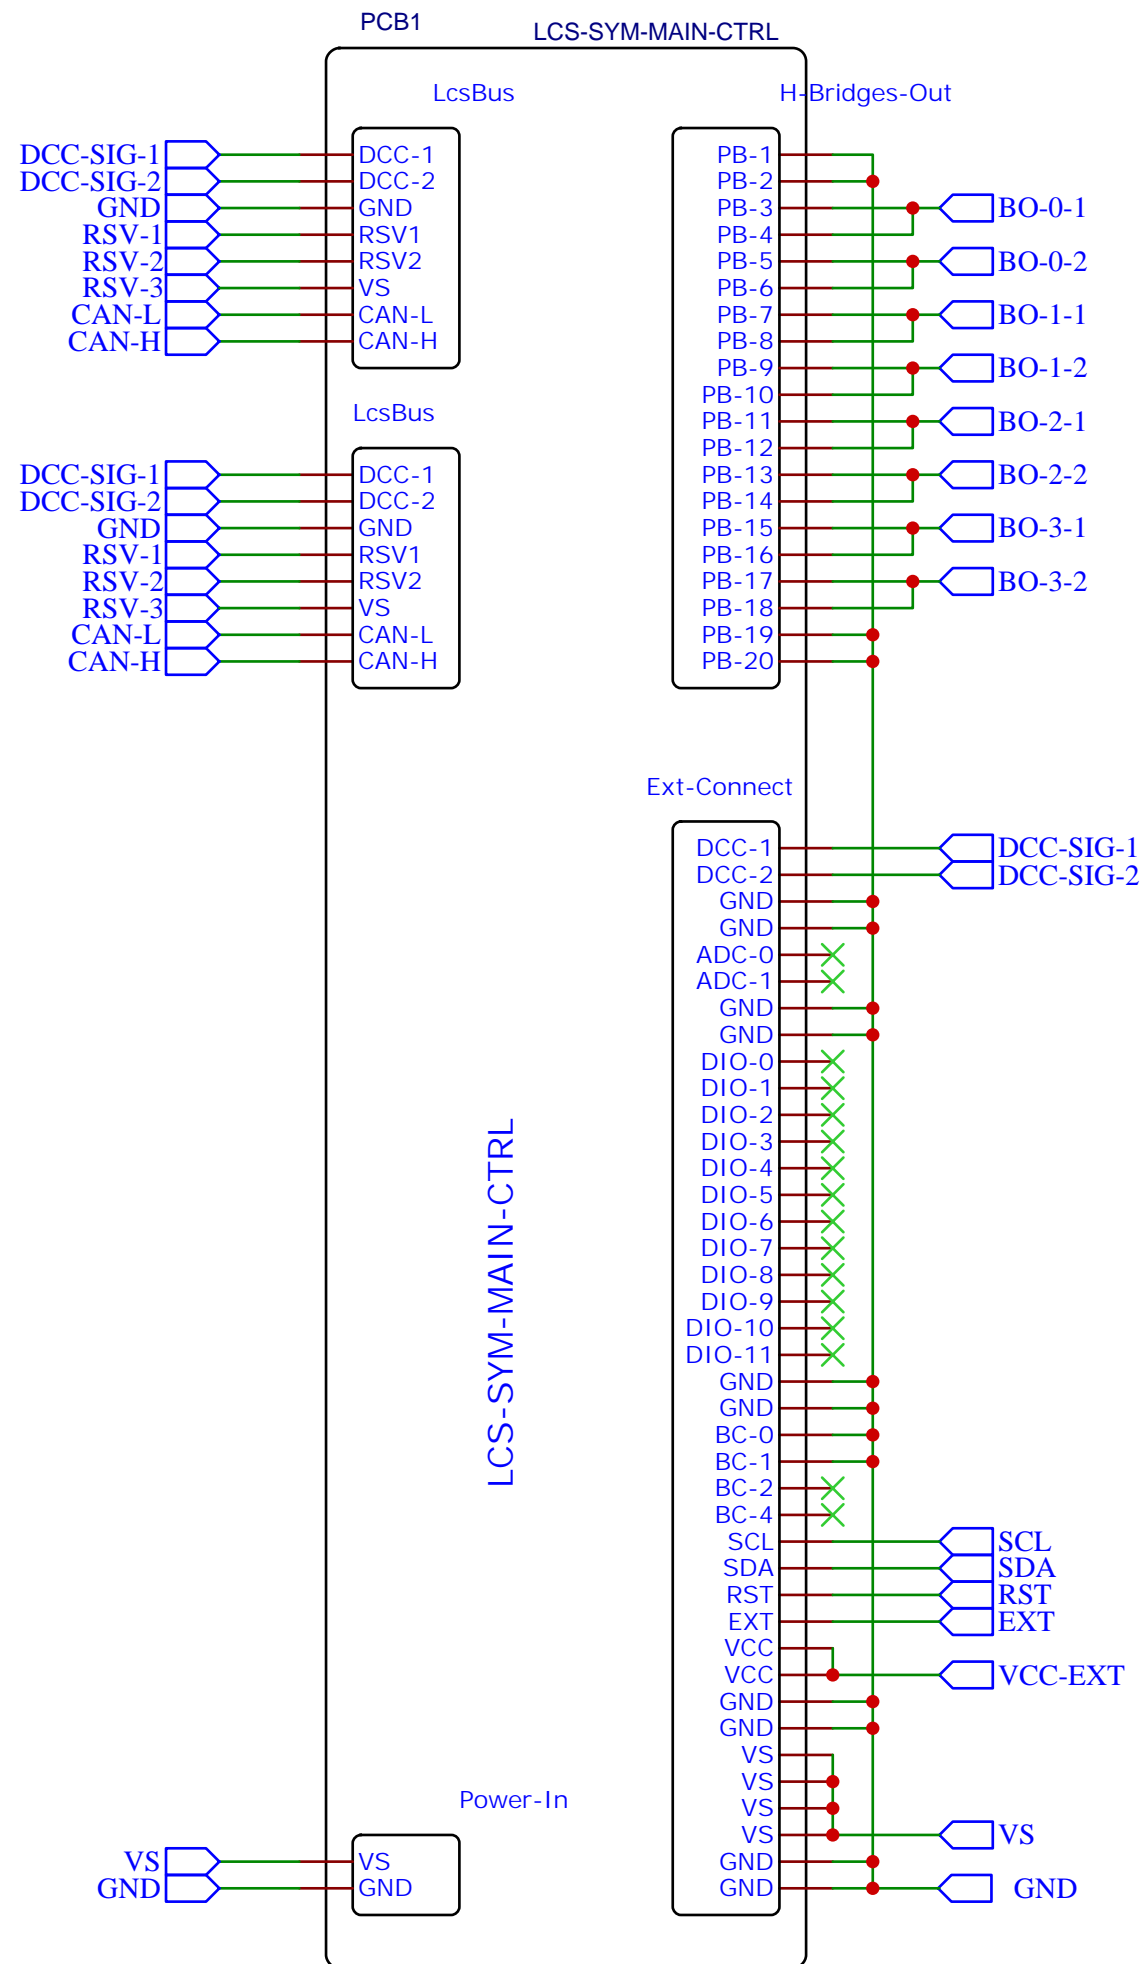 PCB1
LCS-SYM-MAIN-CTRL
LcsBus
DCC-SIG-1 DCC-1
DCC-SIG-2 DCC-2
GND GND
RSV-1 RSV1
RSV-2 RSV2
RSV-3 VS
CAN-L CAN-L
CAN-H CAN-H
LcsBus
DCC-SIG-1 DCC-1
DCC-SIG-2 DCC-2
GND GND
RSV-1 RSV1
RSV-2 RSV2
RSV-3 VS
CAN-L CAN-L
CAN-H CAN-H
H-Bridges-Out
PB-1
PB-2
PB-3 BO-0-1
PB-4
PB-5 BO-0-2
PB-6
PB-7 BO-1-1
PB-8
PB-9 BO-1-2
PB-10
PB-11 BO-2-1
PB-12
PB-13 BO-2-2
PB-14
PB-15 BO-3-1
PB-16
PB-17 BO-3-2
PB-18
PB-19
PB-20
Ext-Connect
DCC-1 DCC-SIG-1
DCC-2 DCC-SIG-2
GND
GND
ADC-0
ADC-1
GND
GND
DIO-0
DIO-1
DIO-2
DIO-3
DIO-4
DIO-5
DIO-6
DIO-7
DIO-8
DIO-9
DIO-10
DIO-11
GND
GND
BC-0
BC-1
BC-2
BC-4
SCL SCL
SDA SDA
RST RST
EXT EXT
VCC
VCC VCC-EXT
GND
GND
VS
VS
VS
VS VS
GND
GND GND
LCS-SYM-MAIN-CTRL
Power-In
VS VS
GND GND